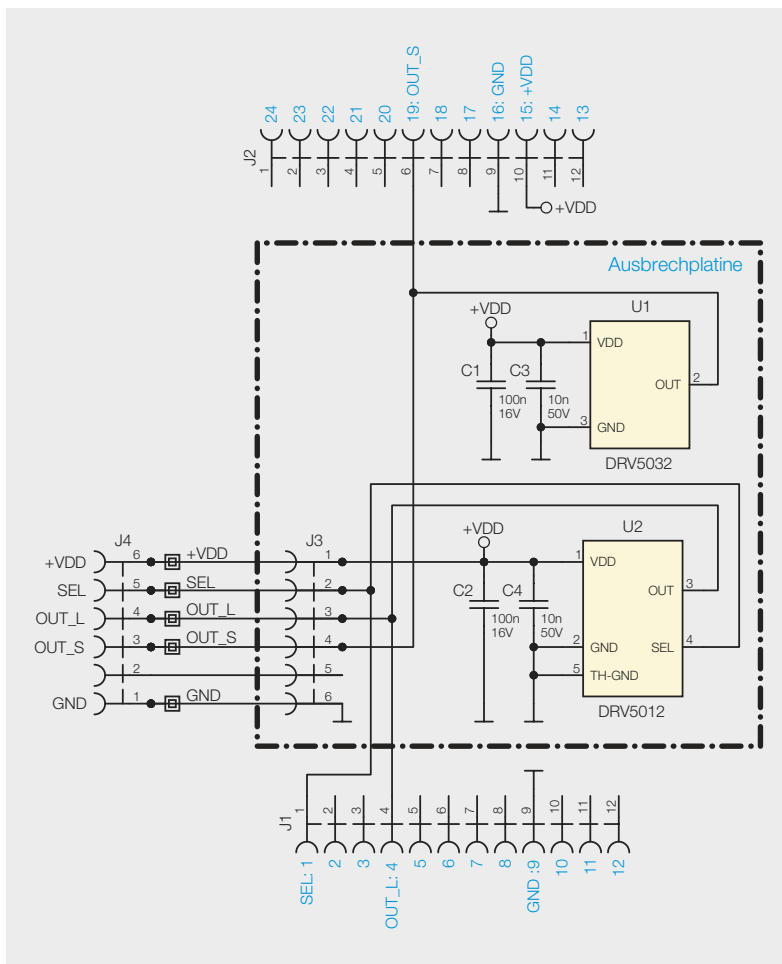 24
23
22
21
20
19: OUT_S
18
17
16: GND
15: +VDD
14
13
J2
1
2
3
4
5
6
7
8
9
10
11
12
+VDD
Ausbrechplatine
+VDD
U1
1
VDD
C1
C3
100n
16V
10n
50V
OUT
2
3
GND
DRV5032
+VDD
U2
J4
J3
+VDD
6
+VDD
1
1
VDD
SEL
5
SEL
2
C2
C4
OUT
3
OUT_L
4
OUT_L
3
100n
16V
10n
50V
OUT_S
3
OUT_S
4
2
GND
SEL
4
2
5
5
TH-GND
GND
1
GND
6
DRV5012
J1
1
2
3
4
5
6
7
8
9
10
11
12
SEL: 1
2
3
OUT_L: 4
5
6
7
8
GND :9
10
11
12